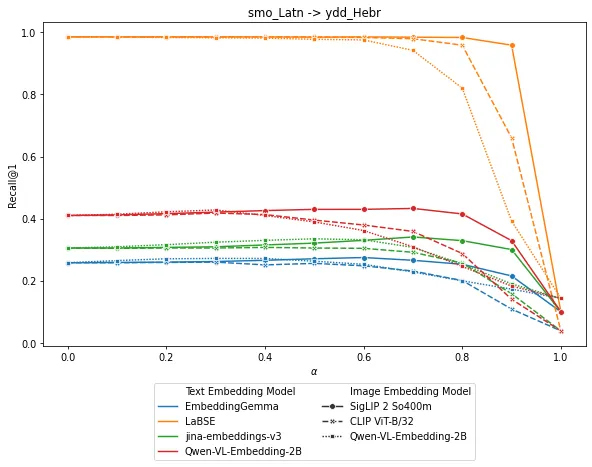 smo_Latn -> ydd_Hebr
Recall@1
1.0
0.8
0.6
0.4
0.2
0.0
0.0 0.2 0.4 0.6 0.8 1.0
α
Text Embedding Model Image Embedding Model
EmbeddingGemma SigLIP 2 So400m
LaBSE CLIP ViT-B/32
jina-embeddings-v3 Qwen-VL-Embedding-2B
Qwen-VL-Embedding-2B